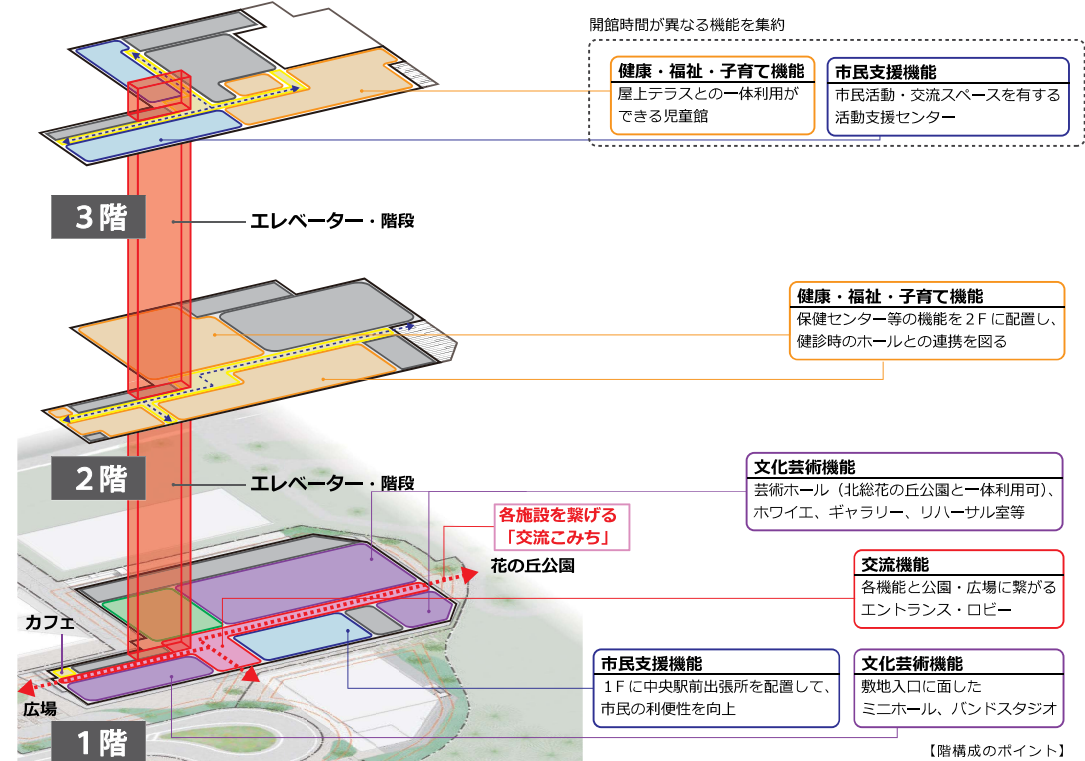 開館時間が異なる機能を集約
健康・福祉・子育て機能
屋上テラスとの一体利用が
できる児童館
市民支援機能
市民活動・交流スペースを有する
活動支援センター
3階
エレベーター・階段
健康・福祉・子育て機能
保健センター等の機能を2Fに配置し、
健診時のホールとの連携を図る
2階
エレベーター・階段
文化芸術機能
芸術ホール（北総花の丘公園と一体利用可）、
ホワイエ、ギャラリー、リハーサル室等
各施設を繋げる
「交流こみち」
花の丘公園
交流機能
各機能と公園・広場に繋がる
エントランス・ロビー
カフェ
広場
市民支援機能
1Fに中央駅前出張所を配置して、
市民の利便性を向上
文化芸術機能
敷地入口に面した
ミニホール、バンドスタジオ
1階
【階構成のポイント】